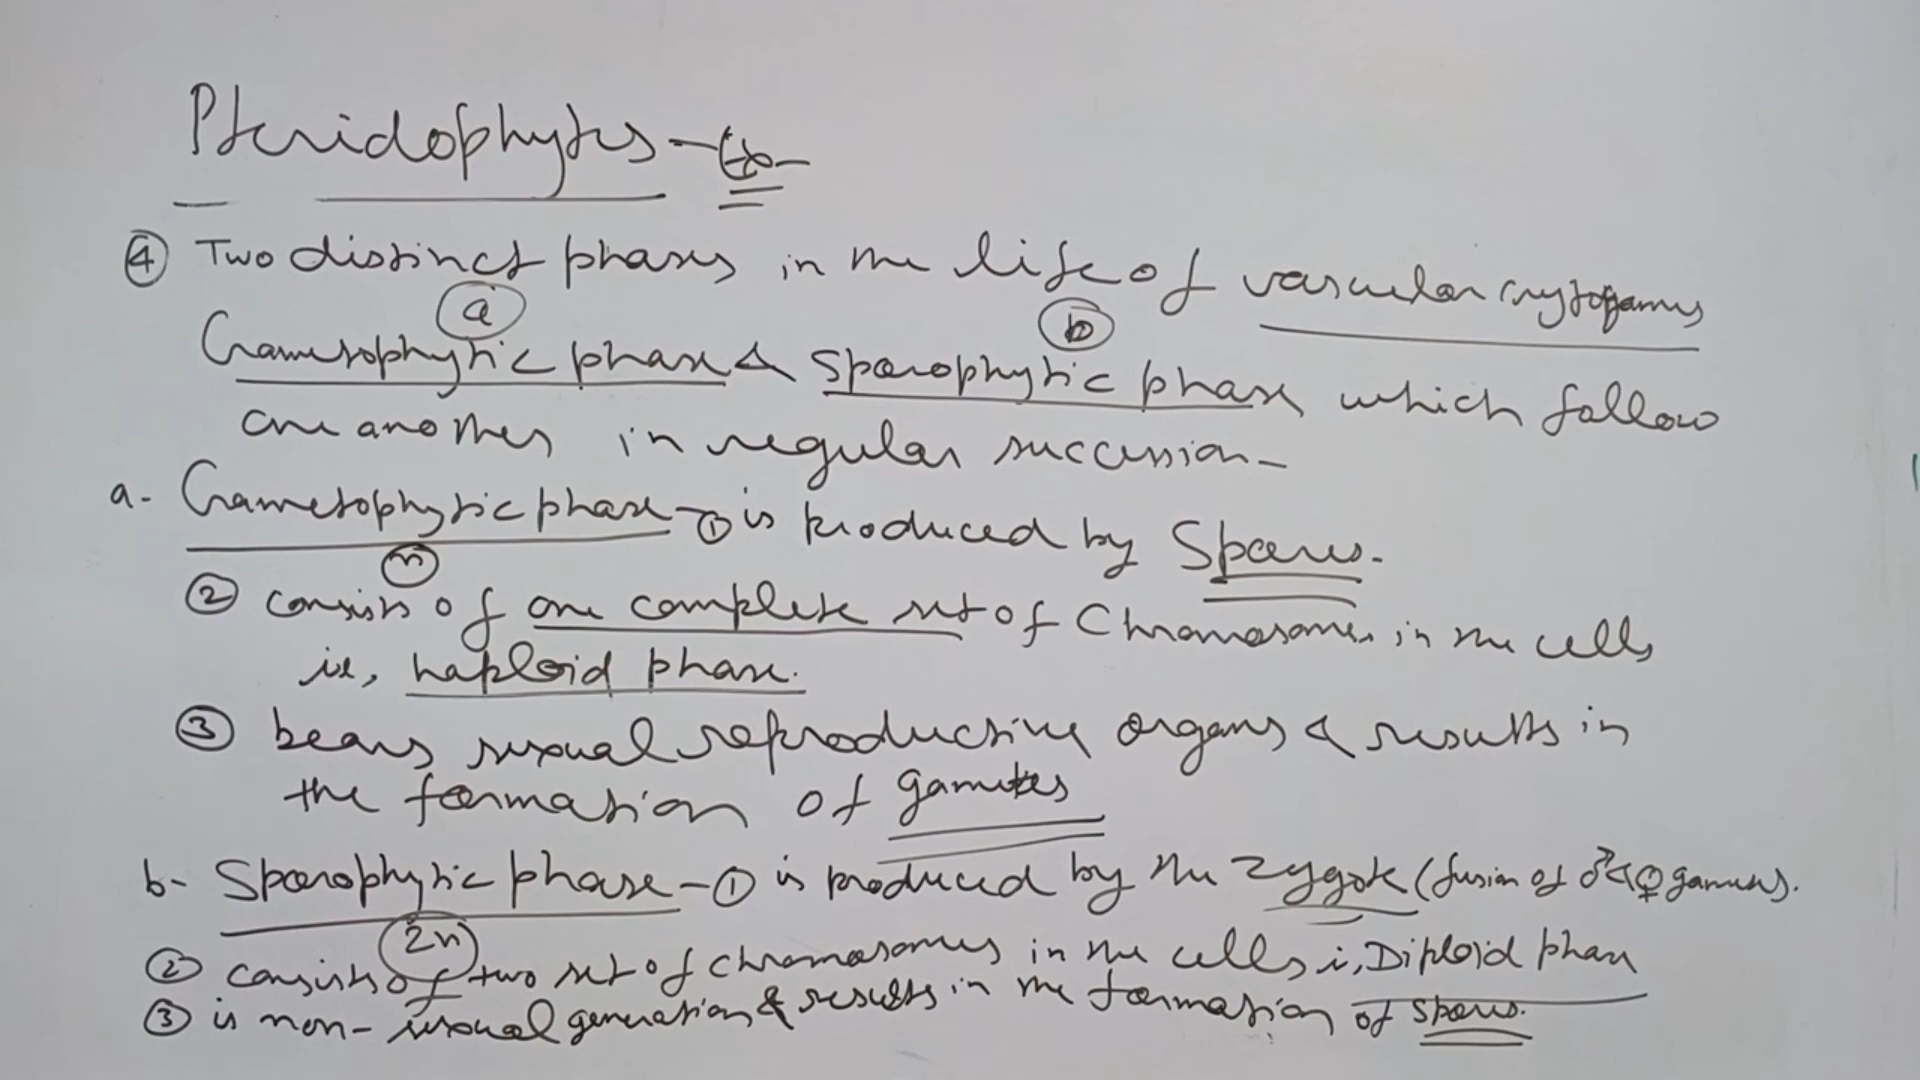 Pteridophytes -
④ Two distinct phases in the life of vascular crytogams
ⓐ ⓑ
Gametophytic phase & Sporophytic phase which follow
one another in regular succession -
a - Gametophytic phase - ① is produced by Spores.
ⓝ
② consists of one complete set of chromosomes in the cells
ie, haploid phase.
③ bears sexual reproductive organs & results in
the formation of gametes
b - Sporophytic phase - ① is produced by the zygote (fusion of ♂ & ♀ gametes).
2n
② consists of two set of chromosomes in the cells i, Diploid phase
③ is non-sexual generation & results in the formation of spores.